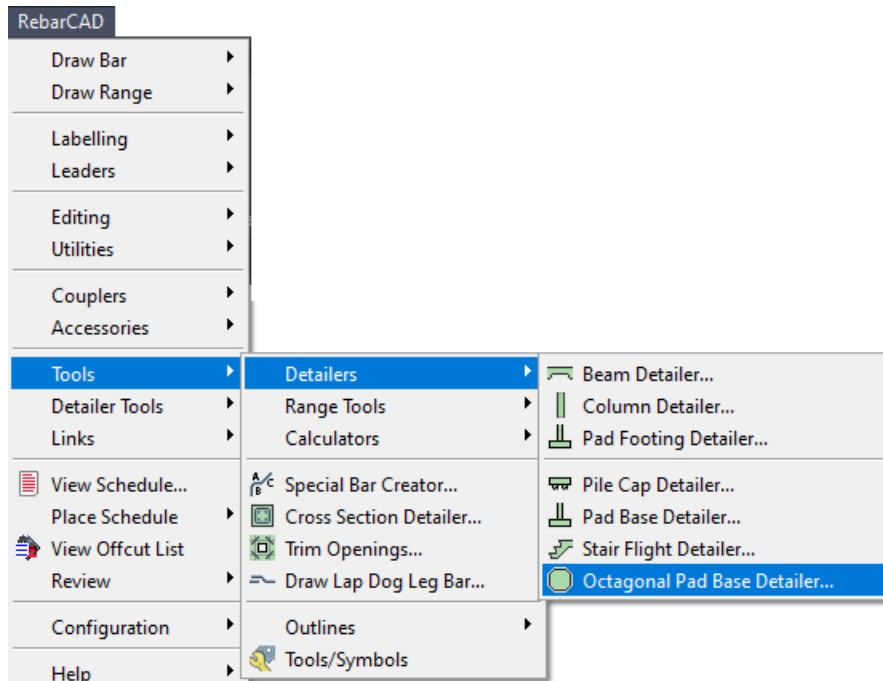 RebarCAD
Draw Bar
Draw Range
Labelling
Leaders
Editing
Utilities
Couplers
Accessories
Tools
Detailer Tools
Links
View Schedule...
Place Schedule
View Offcut List
Review
Configuration
Help
Detailers
Range Tools
Calculators
A/C
B
Special Bar Creator...
Cross Section Detailer...
Trim Openings...
Draw Lap Dog Leg Bar...
Outlines
Tools/Symbols
Beam Detailer...
Column Detailer...
Pad Footing Detailer...
Pile Cap Detailer...
Pad Base Detailer...
Stair Flight Detailer...
Octagonal Pad Base Detailer...